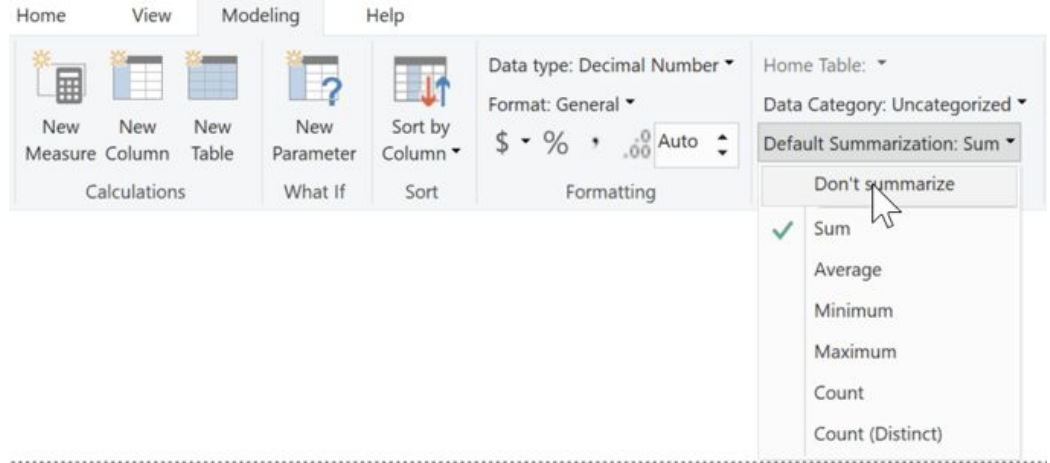 Home View Modeling Help
New Measure
New Column
New Table
Calculations
New Parameter
What If
Sort by Column
Sort
Data type: Decimal Number
Format: General
$ % , .0 .00 Auto
Formatting
Home Table:
Data Category: Uncategorized
Default Summarization: Sum
Don't summarize
Sum
Average
Minimum
Maximum
Count
Count (Distinct)